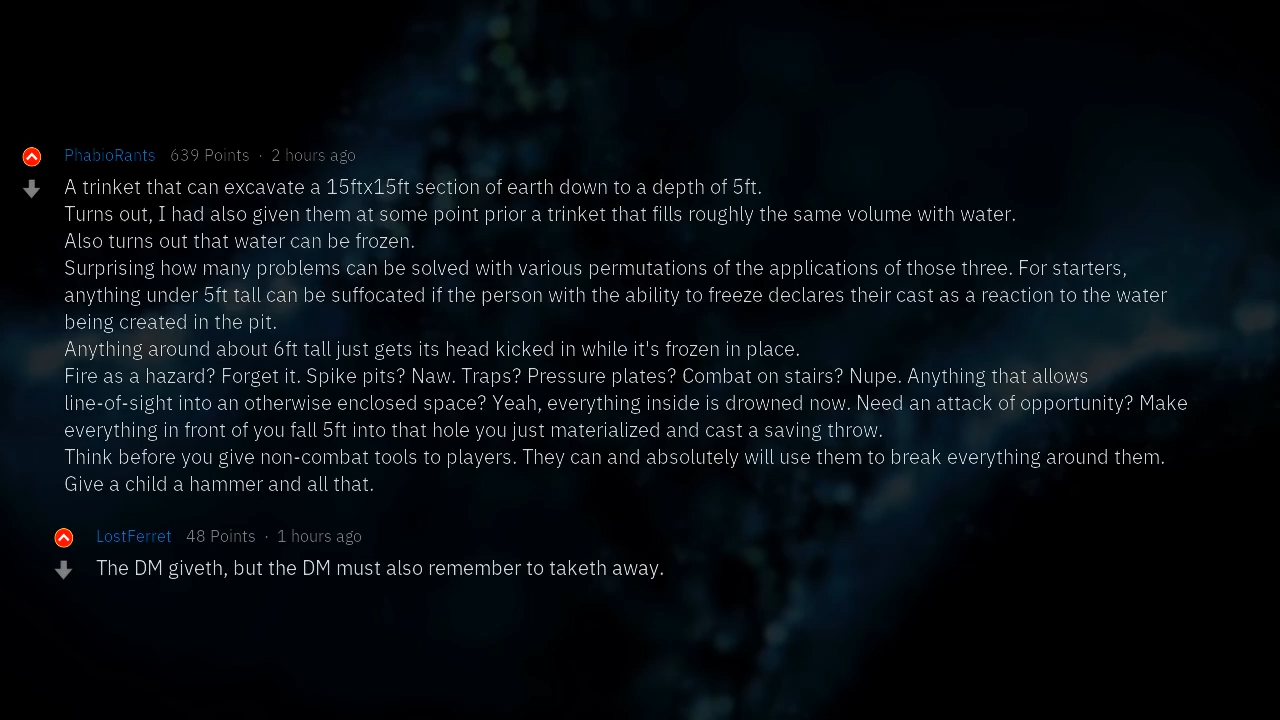 PhabioRants 639 Points · 2 hours ago
A trinket that can excavate a 15ftx15ft section of earth down to a depth of 5ft.
Turns out, I had also given them at some point prior a trinket that fills roughly the same volume with water.
Also turns out that water can be frozen.
Surprising how many problems can be solved with various permutations of the applications of those three. For starters,
anything under 5ft tall can be suffocated if the person with the ability to freeze declares their cast as a reaction to the water
being created in the pit.
Anything around about 6ft tall just gets its head kicked in while it's frozen in place.
Fire as a hazard? Forget it. Spike pits? Naw. Traps? Pressure plates? Combat on stairs? Nupe. Anything that allows
line-of-sight into an otherwise enclosed space? Yeah, everything inside is drowned now. Need an attack of opportunity? Make
everything in front of you fall 5ft into that hole you just materialized and cast a saving throw.
Think before you give non-combat tools to players. They can and absolutely will use them to break everything around them.
Give a child a hammer and all that.
LostFerret 48 Points · 1 hours ago
The DM giveth, but the DM must also remember to taketh away.